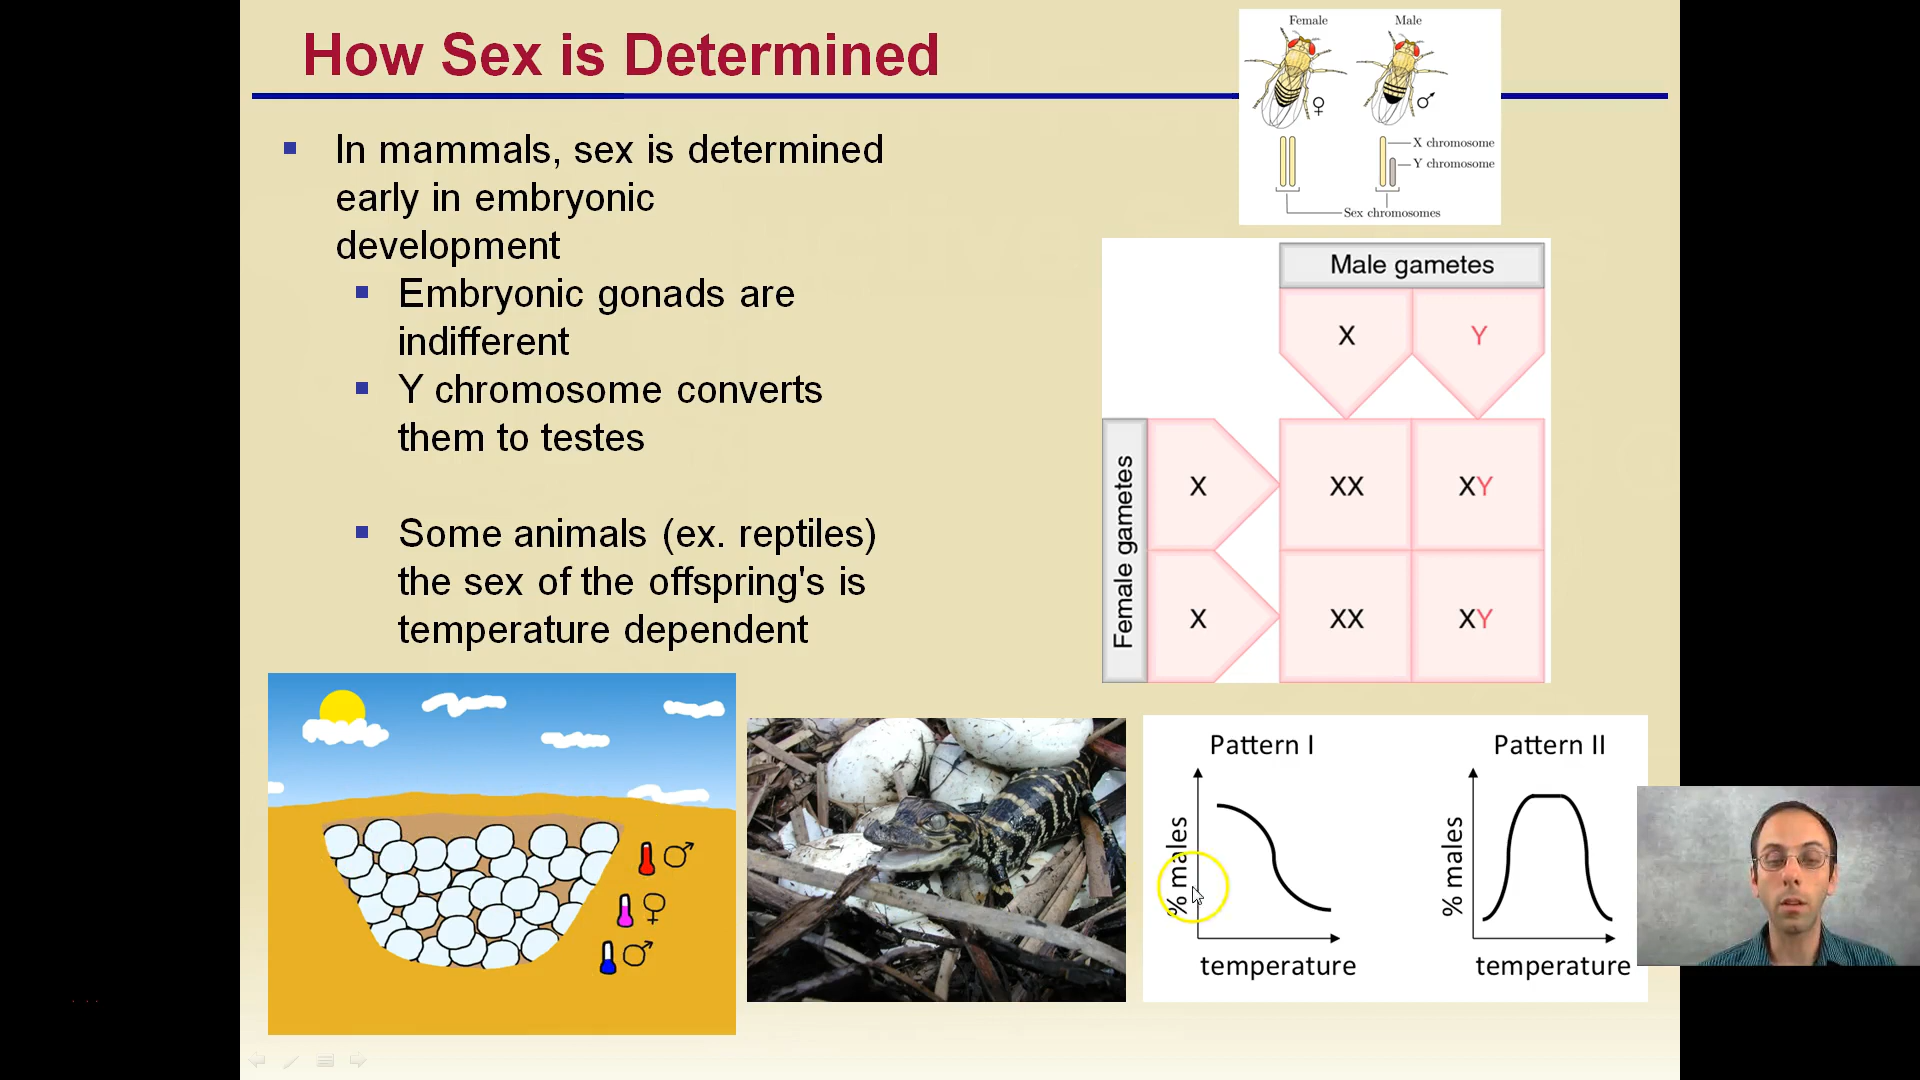 How Sex is Determined
In mammals, sex is determined
early in embryonic
development
Embryonic gonads are
indifferent
Y chromosome converts
them to testes
Some animals (ex. reptiles)
the sex of the offspring's is
temperature dependent
Female Male
♀ ♂
X chromosome
Y chromosome
Sex chromosomes
Male gametes
X Y
Female gametes
X XX XY
X XX XY
♂
♀
♂
Pattern I
% males
temperature
Pattern II
% males
temperature